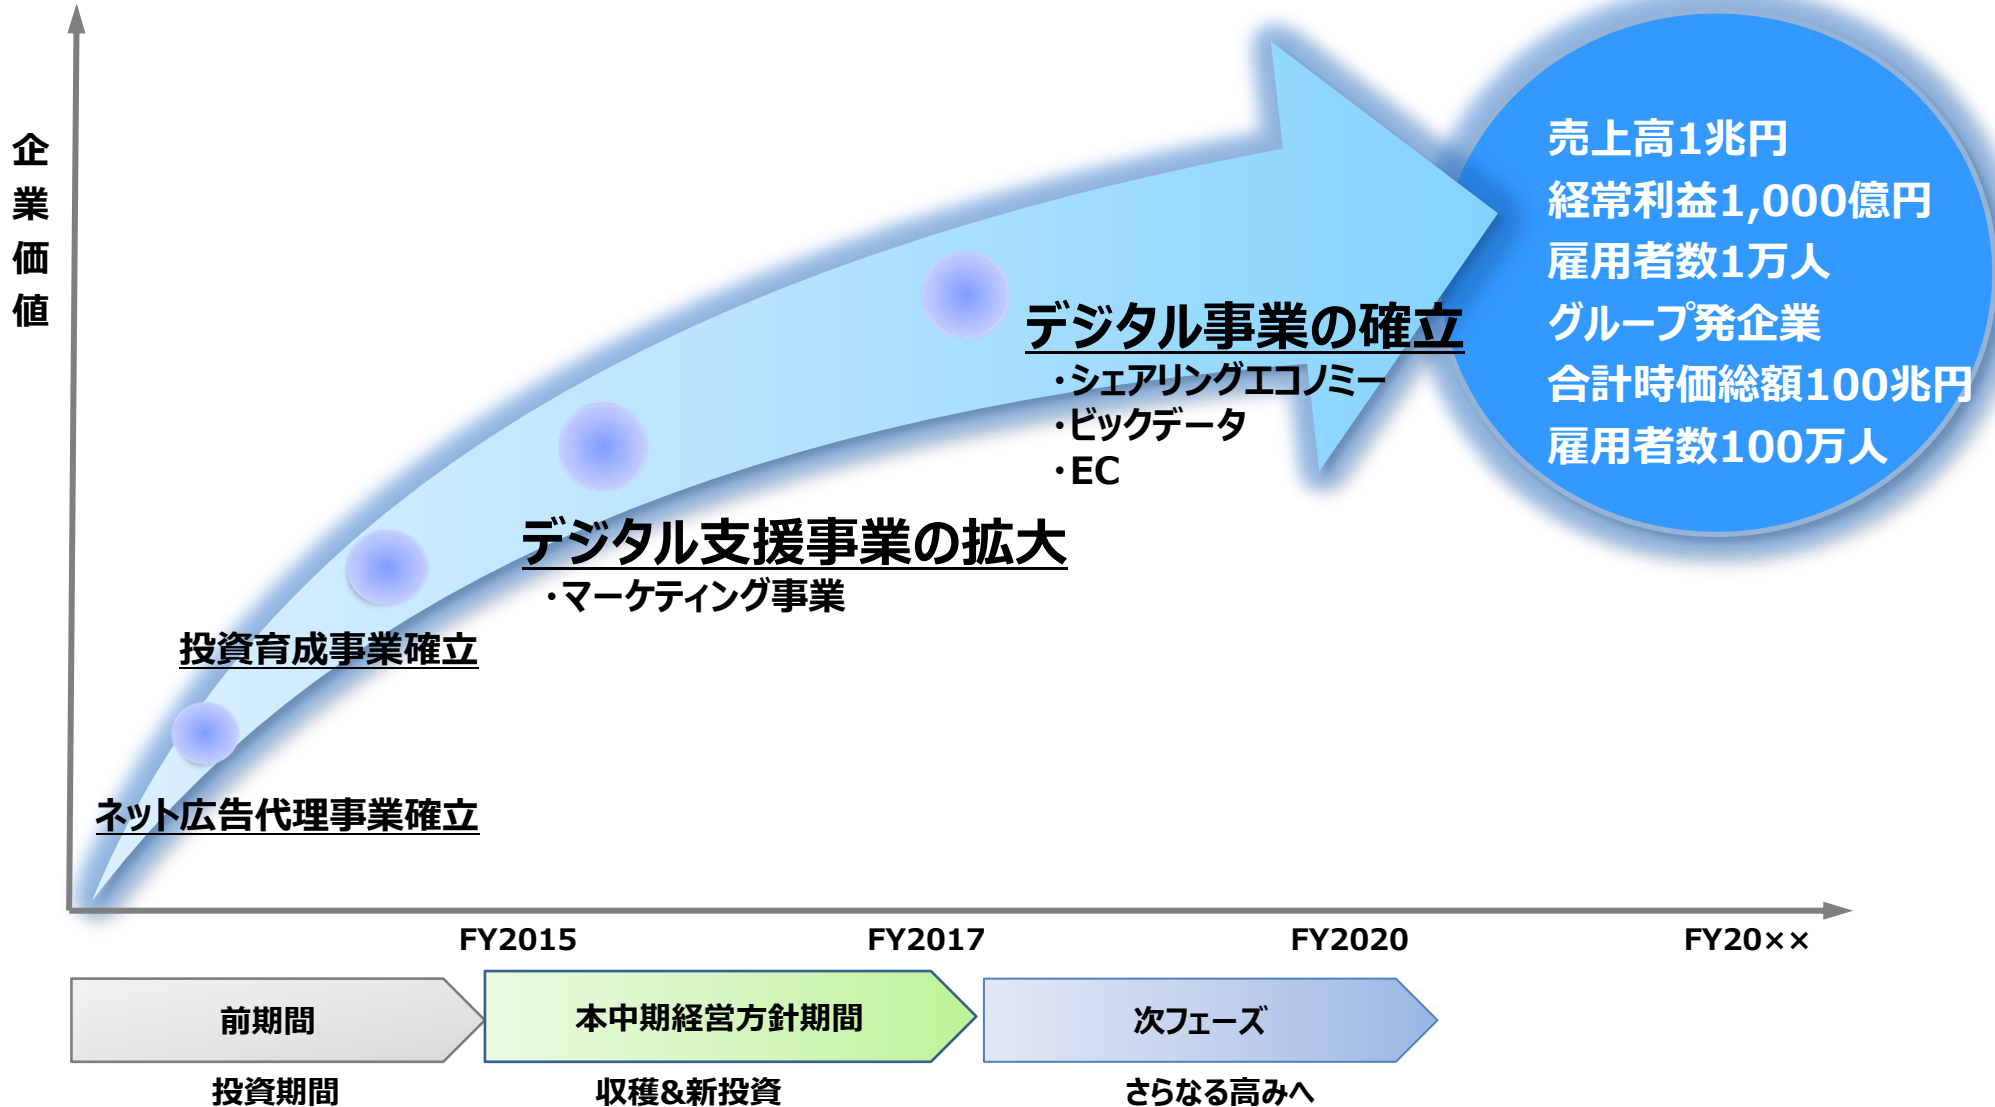 企業価値
売上高1兆円
経常利益1,000億円
雇用者数1万人
グループ発企業
合計時価総額100兆円
雇用者数100万人
デジタル事業の確立
・シェアリングエコノミー
・ビックデータ
・EC
デジタル支援事業の拡大
・マーケティング事業
投資育成事業確立
ネット広告代理事業確立
FY2015 FY2017 FY2020 FY20××
前期間 本中期経営方針期間 次フェーズ
投資期間 収穫&新投資 さらなる高みへ